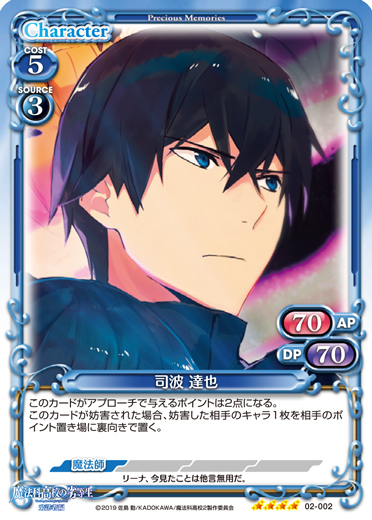 Precious Memories
Character
COST
5
SOURCE
3
70 AP
DP 70
司波 達也
このカードがアプローチで与えるポイントは2点になる。
このカードが妨害された場合、妨害した相手のキャラ1枚を相手のポ
イント置き場に裏向きで置く。
魔法師
リーナ、今見たことは他言無用だ。
魔法科高校の劣等生
©2019 佐島 勤/KADOKAWA/魔法科高校2製作委員会
★★★★ 02-002